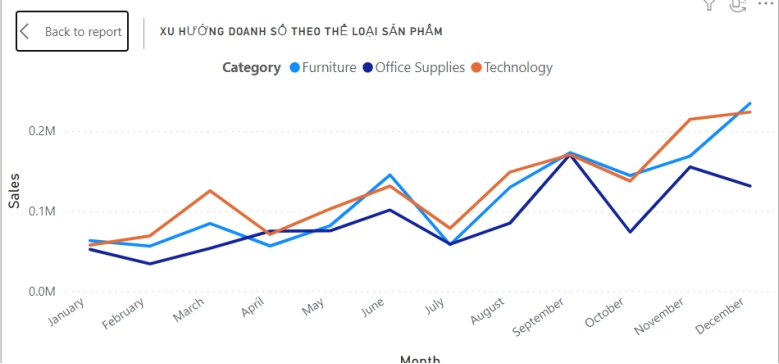 Back to report
XU HƯỚNG DOANH SỐ THEO THỂ LOẠI SẢN PHẨM
Category Furniture Office Supplies Technology
0.2M
0.1M
0.0M
Sales
January February March April May June July August September October November December
Month